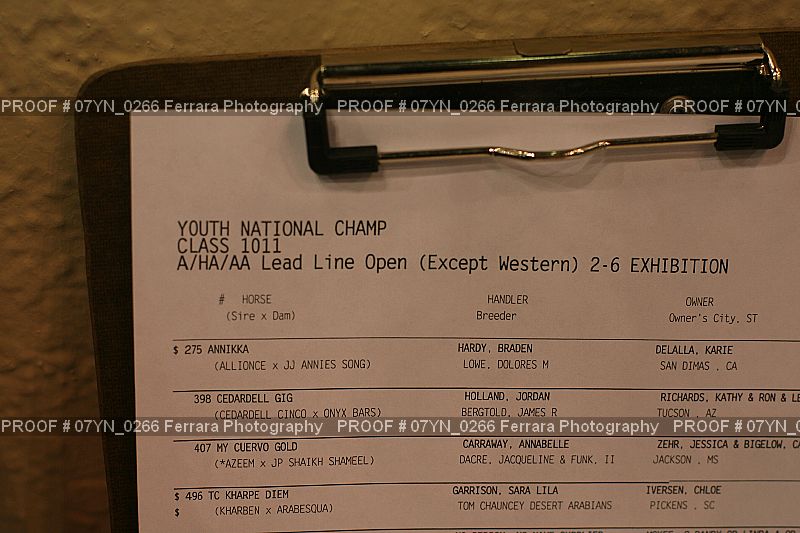 PROOF # 07YN_0266 Ferrara Photography PROOF # 07YN_0266 Ferrara Photography PROOF # 07YN_0
YOUTH NATIONAL CHAMP
CLASS 1011
A/HA/AA Lead Line Open (Except Western) 2-6 EXHIBITION
# HORSE HANDLER OWNER
(Sire x Dam) Breeder Owner's City, ST
$ 275 ANNIKKA HARDY, BRADEN DELALLA, KARIE
(ALLIONCE x JJ ANNIES SONG) LOWE, DOLORES M SAN DIMAS , CA
398 CEDARDELL GIG HOLLAND, JORDAN RICHARDS, KATHY & RON & LE
(CEDARDELL CINCO x ONYX BARS) BERGTOLD, JAMES R TUCSON , AZ
PROOF # 07YN_0266 Ferrara Photography PROOF # 07YN_0266 Ferrara Photography PROOF # 07YN_0
407 MY CUERVO GOLD CARRAWAY, ANNABELLE ZEHR, JESSICA & BIGELOW, CA
(*AZEEM x JP SHAIKH SHAMEEL) DACRE, JACQUELINE & FUNK, II JACKSON , MS
$ 496 TC KHARPE DIEM GARRISON, SARA LILA IVERSEN, CHLOE
$ (KHARBEN x ARABESQUA) TOM CHAUNCEY DESERT ARABIANS PICKENS , SC